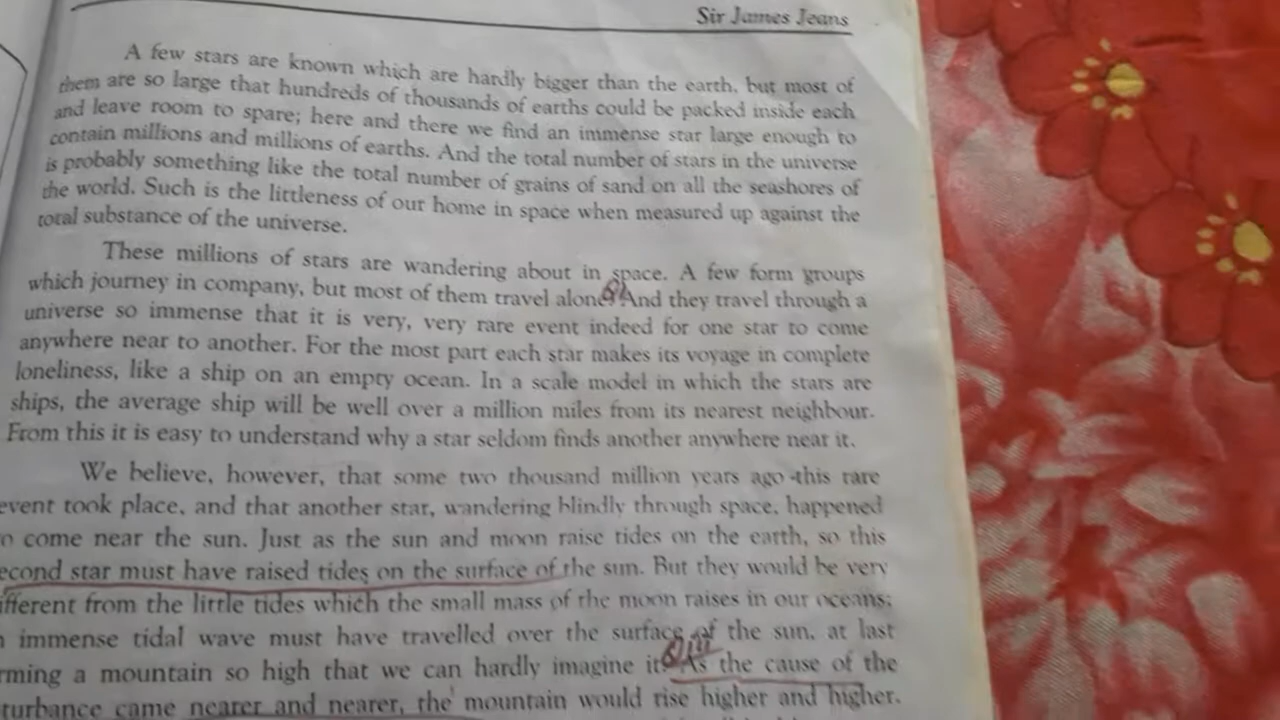 Sir James Jeans
A few stars are known which are hardly bigger than the earth, but most of
them are so large that hundreds of thousands of earths could be packed inside each
and leave room to spare; here and there we find an immense star large enough to
contain millions and millions of earths. And the total number of stars in the universe
is probably something like the total number of grains of sand on all the seashores of
the world. Such is the littleness of our home in space when measured up against the
total substance of the universe.
These millions of stars are wandering about in space. A few form groups
which journey in company, but most of them travel alone And they travel through a
universe so immense that it is very, very rare event indeed for one star to come
anywhere near to another. For the most part each star makes its voyage in complete
loneliness, like a ship on an empty ocean. In a scale model in which the stars are
ships, the average ship will be well over a million miles from its nearest neighbour.
From this it is easy to understand why a star seldom finds another anywhere near it.
We believe, however, that some two thousand million years ago this rare
event took place, and that another star, wandering blindly through space, happened
o come near the sun. Just as the sun and moon raise tides on the earth, so this
econd star must have raised tides on the surface of the sun. But they would be very
ifferent from the little tides which the small mass of the moon raises in our oceans;
immense tidal wave must have travelled over the surface of the sun, at last
rming a mountain so high that we can hardly imagine it As the cause of the
turbance came nearer and nearer, the mountain would rise higher and higher.